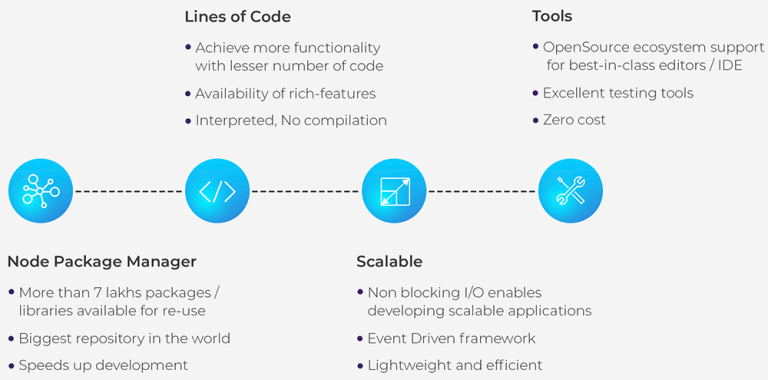 Lines of Code
• Achieve more functionality
with lesser number of code
• Availability of rich-features
• Interpreted, No compilation
Tools
• OpenSource ecosystem support
for best-in-class editors / IDE
• Excellent testing tools
• Zero cost
Node Package Manager
• More than 7 lakhs packages /
libraries available for re-use
• Biggest repository in the world
• Speeds up development
Scalable
• Non blocking I/O enables
developing scalable applications
• Event Driven framework
• Lightweight and efficient